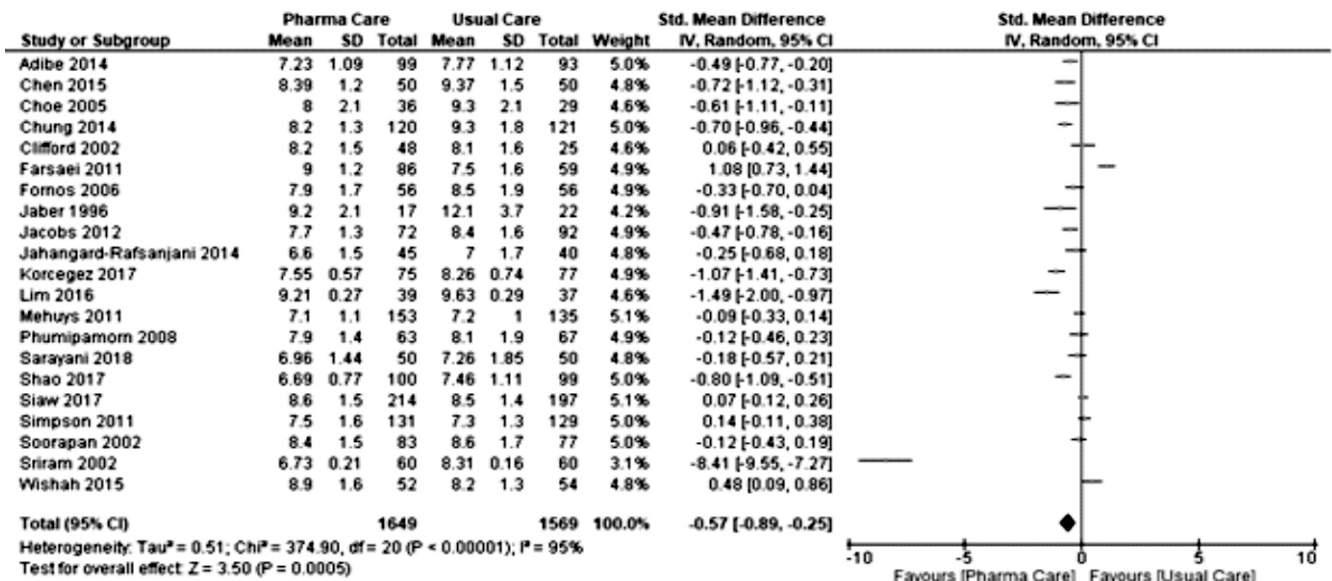 Pharma Care Usual Care Std. Mean Difference Std. Mean Difference
Study or Subgroup Mean SD Total Mean SD Total Weight IV, Random, 95% CI IV, Random, 95% CI
Adibe 2014 7.23 1.09 99 7.77 1.12 93 5.0% -0.49 [-0.77, -0.20]
Chen 2015 8.39 1.2 50 9.37 1.5 50 4.8% -0.72 [-1.12, -0.31]
Choe 2005 8 2.1 36 9.3 2.1 29 4.6% -0.61 [-1.11, -0.11]
Chung 2014 8.2 1.3 120 9.3 1.8 121 5.0% -0.70 [-0.96, -0.44]
Clifford 2002 8.2 1.5 48 8.1 1.6 25 4.6% 0.06 [-0.42, 0.55]
Farsaei 2011 9 1.2 86 7.5 1.6 59 4.9% 1.08 [0.73, 1.44]
Fornos 2006 7.9 1.7 56 8.5 1.9 56 4.9% -0.33 [-0.70, 0.04]
Jaber 1996 9.2 2.1 17 12.1 3.7 22 4.2% -0.91 [-1.58, -0.25]
Jacobs 2012 7.7 1.3 72 8.4 1.6 92 5.0% -0.47 [-0.78, -0.16]
Jahangard-Rafsanjani 2014 6.6 1.5 45 7 1.7 40 4.8% -0.25 [-0.68, 0.18]
Korcegez 2017 7.55 0.57 75 8.26 0.74 77 4.9% -1.07 [-1.41, -0.73]
Lim 2016 9.21 0.27 39 9.63 0.29 37 4.6% -1.49 [-2.00, -0.97]
Mehuys 2011 7.1 1.1 153 7.2 1 135 5.1% -0.09 [-0.33, 0.14]
Phumipamorn 2008 7.9 1.4 63 8.1 1.9 67 4.9% -0.12 [-0.46, 0.23]
Sarayani 2018 6.96 1.44 50 7.26 1.85 50 4.8% -0.18 [-0.57, 0.21]
Shao 2017 6.69 0.77 100 7.46 1.11 99 5.0% -0.80 [-1.09, -0.51]
Siaw 2017 8.6 1.5 214 8.5 1.4 197 5.1% 0.07 [-0.12, 0.26]
Simpson 2011 7.5 1.6 131 7.3 1.3 129 5.0% 0.14 [-0.11, 0.38]
Soorapan 2002 8.4 1.5 83 8.6 1.7 77 5.0% -0.12 [-0.43, 0.19]
Sriram 2002 6.73 0.21 60 8.31 0.16 60 3.1% -8.41 [-9.55, -7.27]
Wishah 2015 8.9 1.6 52 8.2 1.3 54 4.8% 0.48 [0.09, 0.86]
Total (95% CI) 1649 1569 100.0% -0.57 [-0.89, -0.25]
Heterogeneity: Tau² = 0.51; Chi² = 374.90, df = 20 (P < 0.00001); I² = 95%
Test for overall effect: Z = 3.50 (P = 0.0005)
-10 -5 0 5 10
Favours [Pharma Care] Favours [Usual Care]